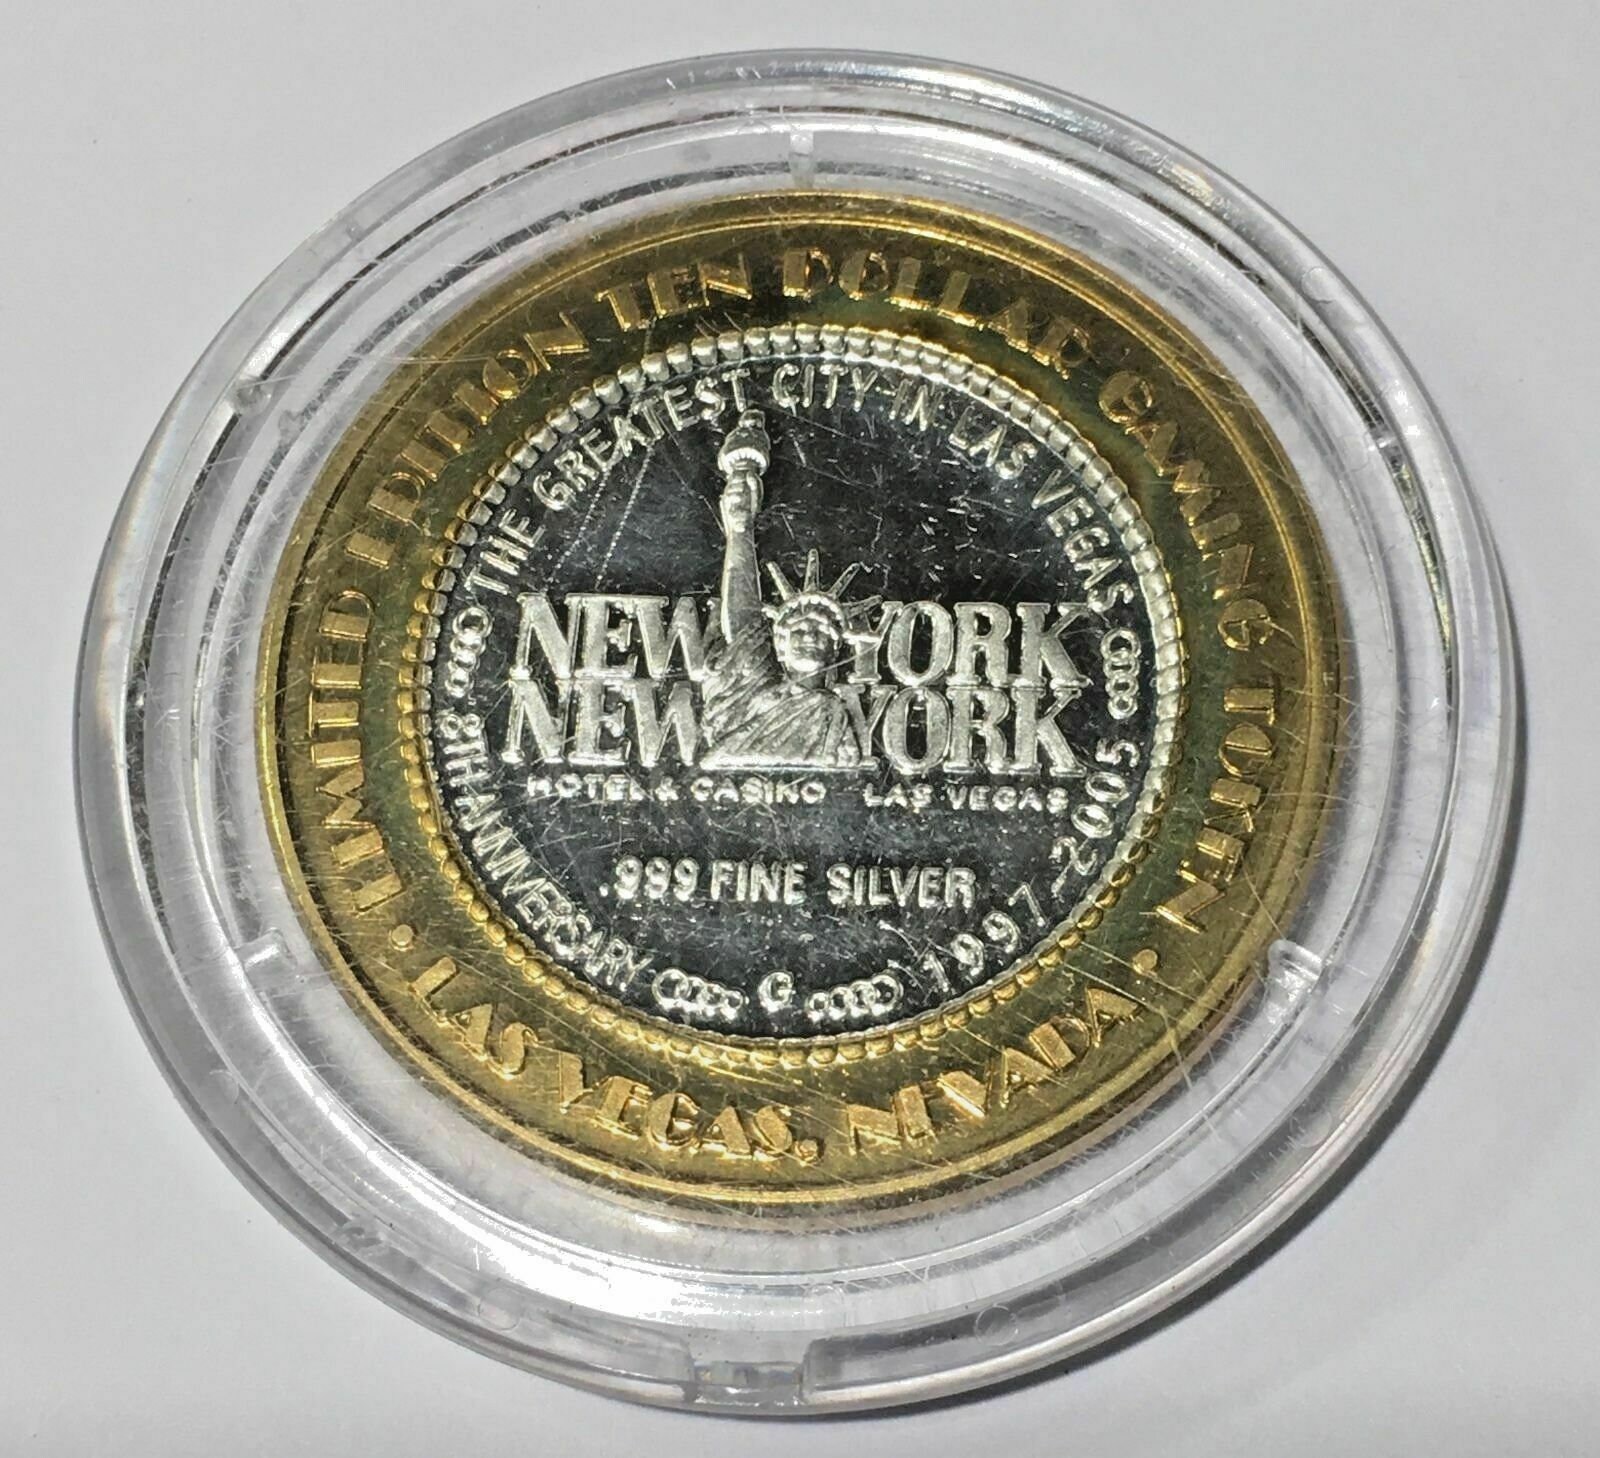 LIMITED EDITION TEN DOLLAR GAMING TOKEN
• LAS VEGAS, NEVADA •
THE GREATEST CITY IN LAS VEGAS
NEW YORK
NEW YORK
HOTEL & CASINO LAS VEGAS
.999 FINE SILVER
8TH ANNIVERSARY
G
1997-2005